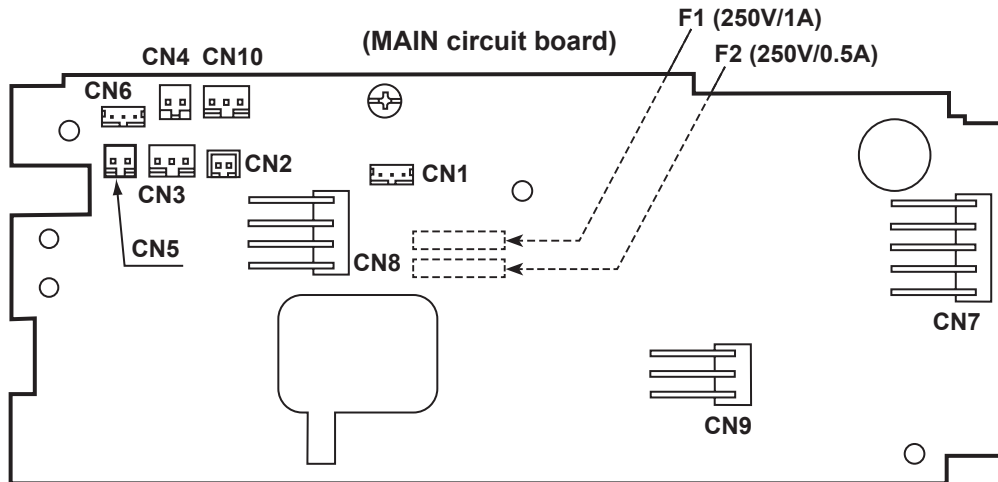 F1 (250V/1A)
(MAIN circuit board)
F2 (250V/0.5A)
CN4 CN10
CN6
CN2
CN1
CN3
CN5
CN8
CN7
CN9